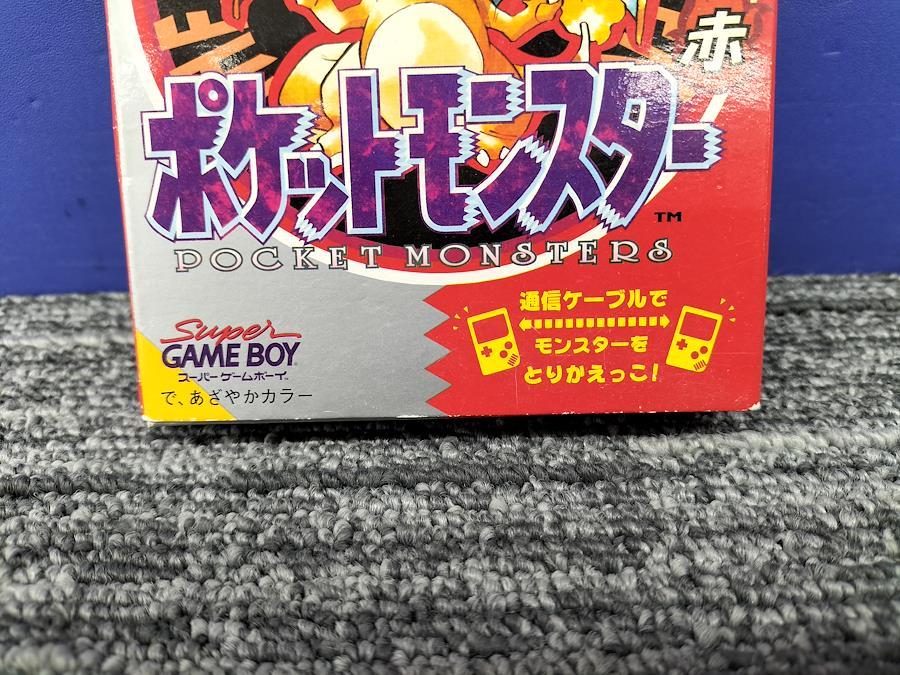 赤
ポケットモンスター
TM
POCKET MONSTERS
通信ケーブルで
モンスターを
とりかえっこ!
Super
GAME BOY
スーパーゲームボーイ
で、あざやかカラー